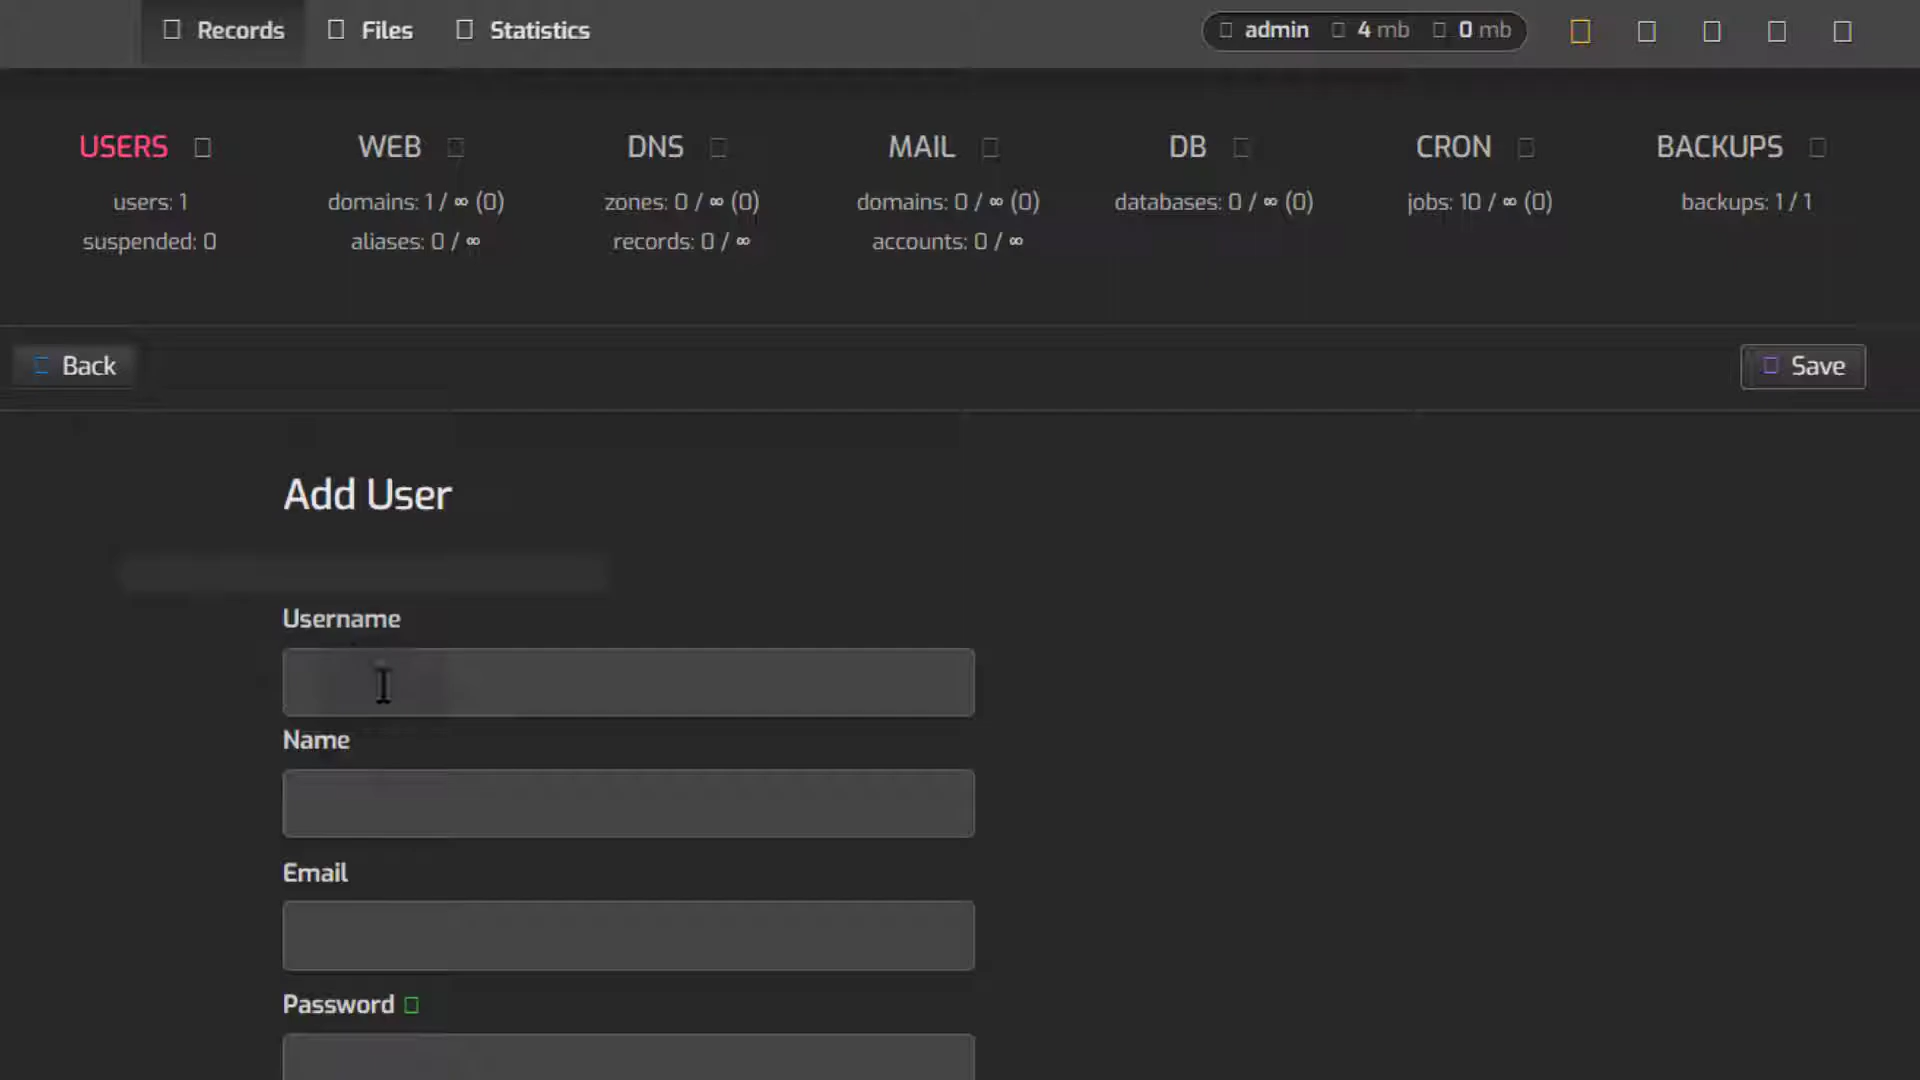 Records Files Statistics admin 4 mb 0 mb
USERS WEB DNS MAIL DB CRON BACKUPS
users: 1 domains: 1 / ∞ (0) zones: 0 / ∞ (0) domains: 0 / ∞ (0) databases: 0 / ∞ (0) jobs: 10 / ∞ (0) backups: 1 / 1
suspended: 0 aliases: 0 / ∞ records: 0 / ∞ accounts: 0 / ∞
Back Save
Add User
Username
Name
Email
Password